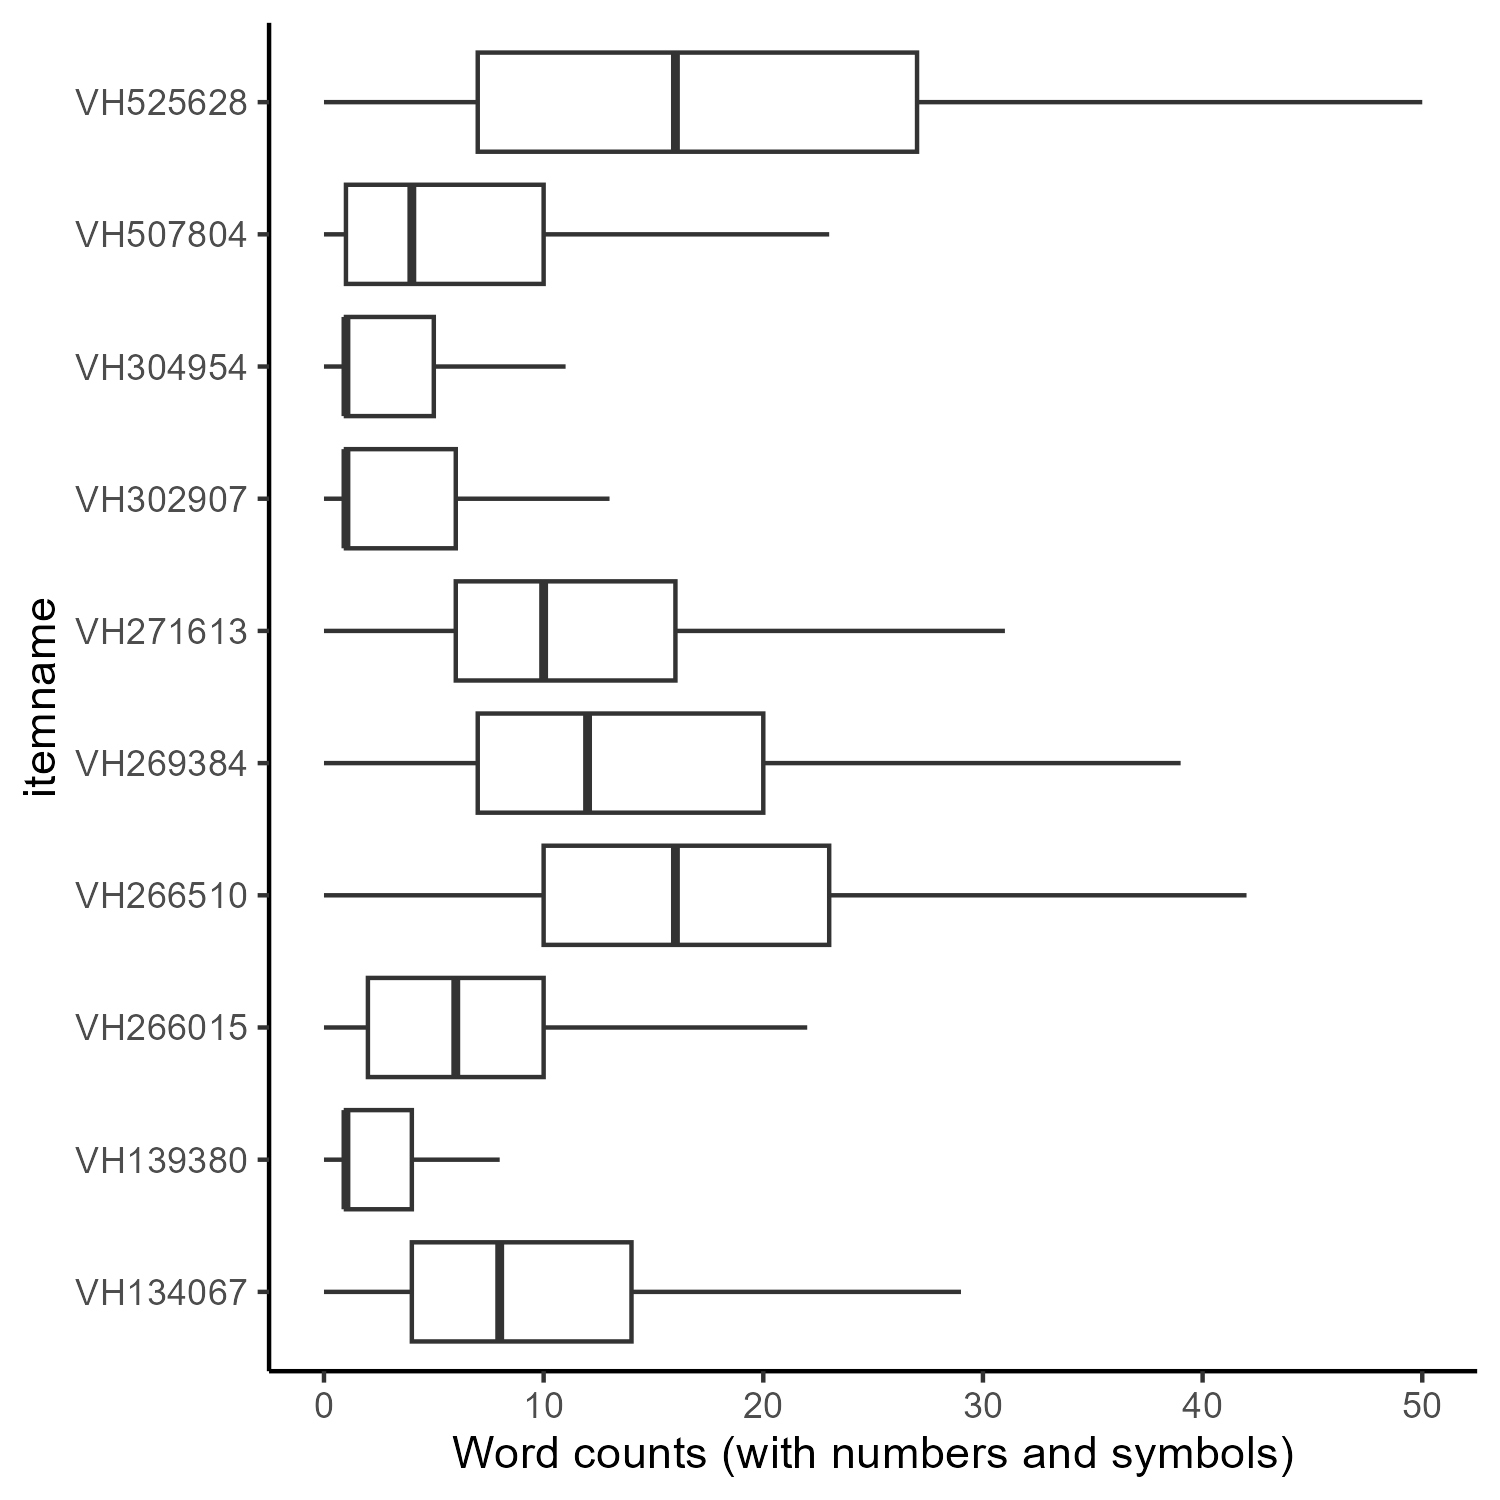 itemname
VH525628
VH507804
VH304954
VH302907
VH271613
VH269384
VH266510
VH266015
VH139380
VH134067
0 10 20 30 40 50
Word counts (with numbers and symbols)